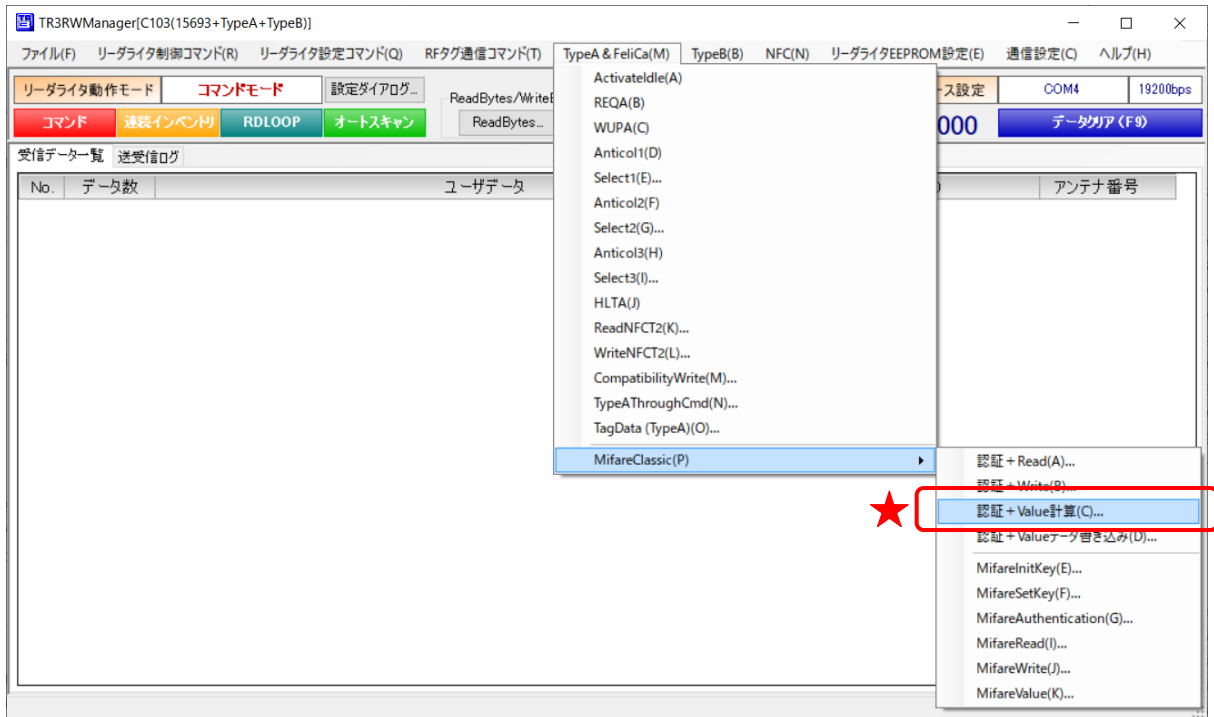 TR3RWManager[C103(15693+TypeA+TypeB)]
ファイル(F) リーダライタ制御コマンド(R) リーダライタ設定コマンド(Q) RFタグ通信コマンド(T) TypeA & FeliCa(M) TypeB(B) NFC(N) リーダライタEEPROM設定(E) 通信設定(C) ヘルプ(H)
リーダライタ動作モード コマンドモード 設定ダイアログ... ース設定 COM4 19200bps
ReadBytes/WriteB
コマンド 連続インベントリ RDLOOP オートスキャン ReadBytes... 000 データクリア(F9)
受信データ一覧 送受信ログ
No. データ数 ユーザデータ アンテナ番号
ActivateIdle(A)
REQA(B)
WUPA(C)
Anticol1(D)
Select1(E)...
Anticol2(F)
Select2(G)...
Anticol3(H)
Select3(I)...
HLTA(J)
ReadNFCT2(K)...
WriteNFCT2(L)...
CompatibilityWrite(M)...
TypeAThroughCmd(N)...
TagData (TypeA)(O)...
MifareClassic(P)
認証+Read(A)...
認証+Write(B)...
認証+Value計算(C)...
認証+Valueデータ書き込み(D)...
MifareInitKey(E)...
MifareSetKey(F)...
MifareAuthentication(G)...
MifareRead(I)...
MifareWrite(J)...
MifareValue(K)...